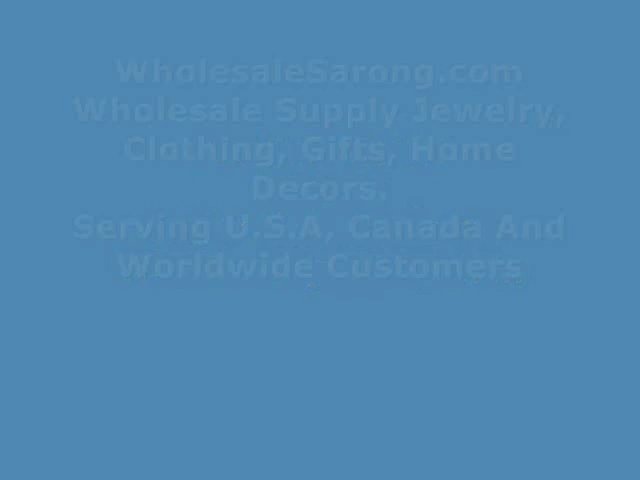 WholesaleSarong.com
Wholesale Supply Jewelry,
Clothing, Gifts, Home
Decors.
Serving U.S.A, Canada And
Worldwide Customers